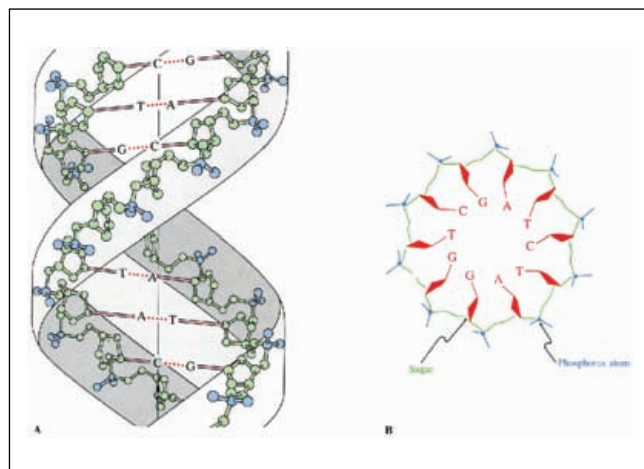 C G
T A
G C
T A
A T
C G
A
G A
C T
T C
G T
G A
Sugar
Phosphorus atom
B